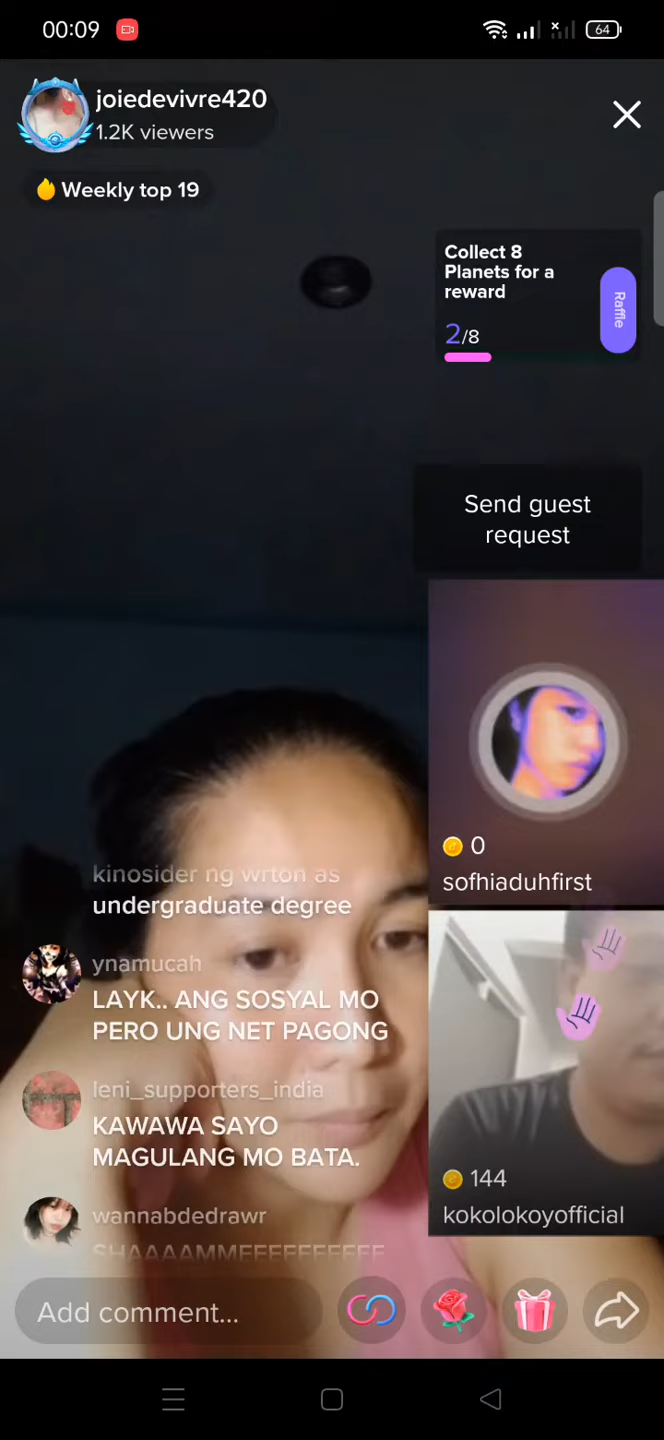 00:09
64
joiedevivre420
1.2K viewers
Weekly top 19
Collect 8
Planets for a
reward
2/8
Raffle
Send guest
request
0
sofhiaduhfirst
kinosider ng wrton as
undergraduate degree
ynamucah
LAYK.. ANG SOSYAL MO
PERO UNG NET PAGONG
leni_supporters_india
KAWAWA SAYO
MAGULANG MO BATA.
144
kokolokoyofficial
wannabdedrawr
SHAAAAMMEEFEEFFEFFF
Add comment...